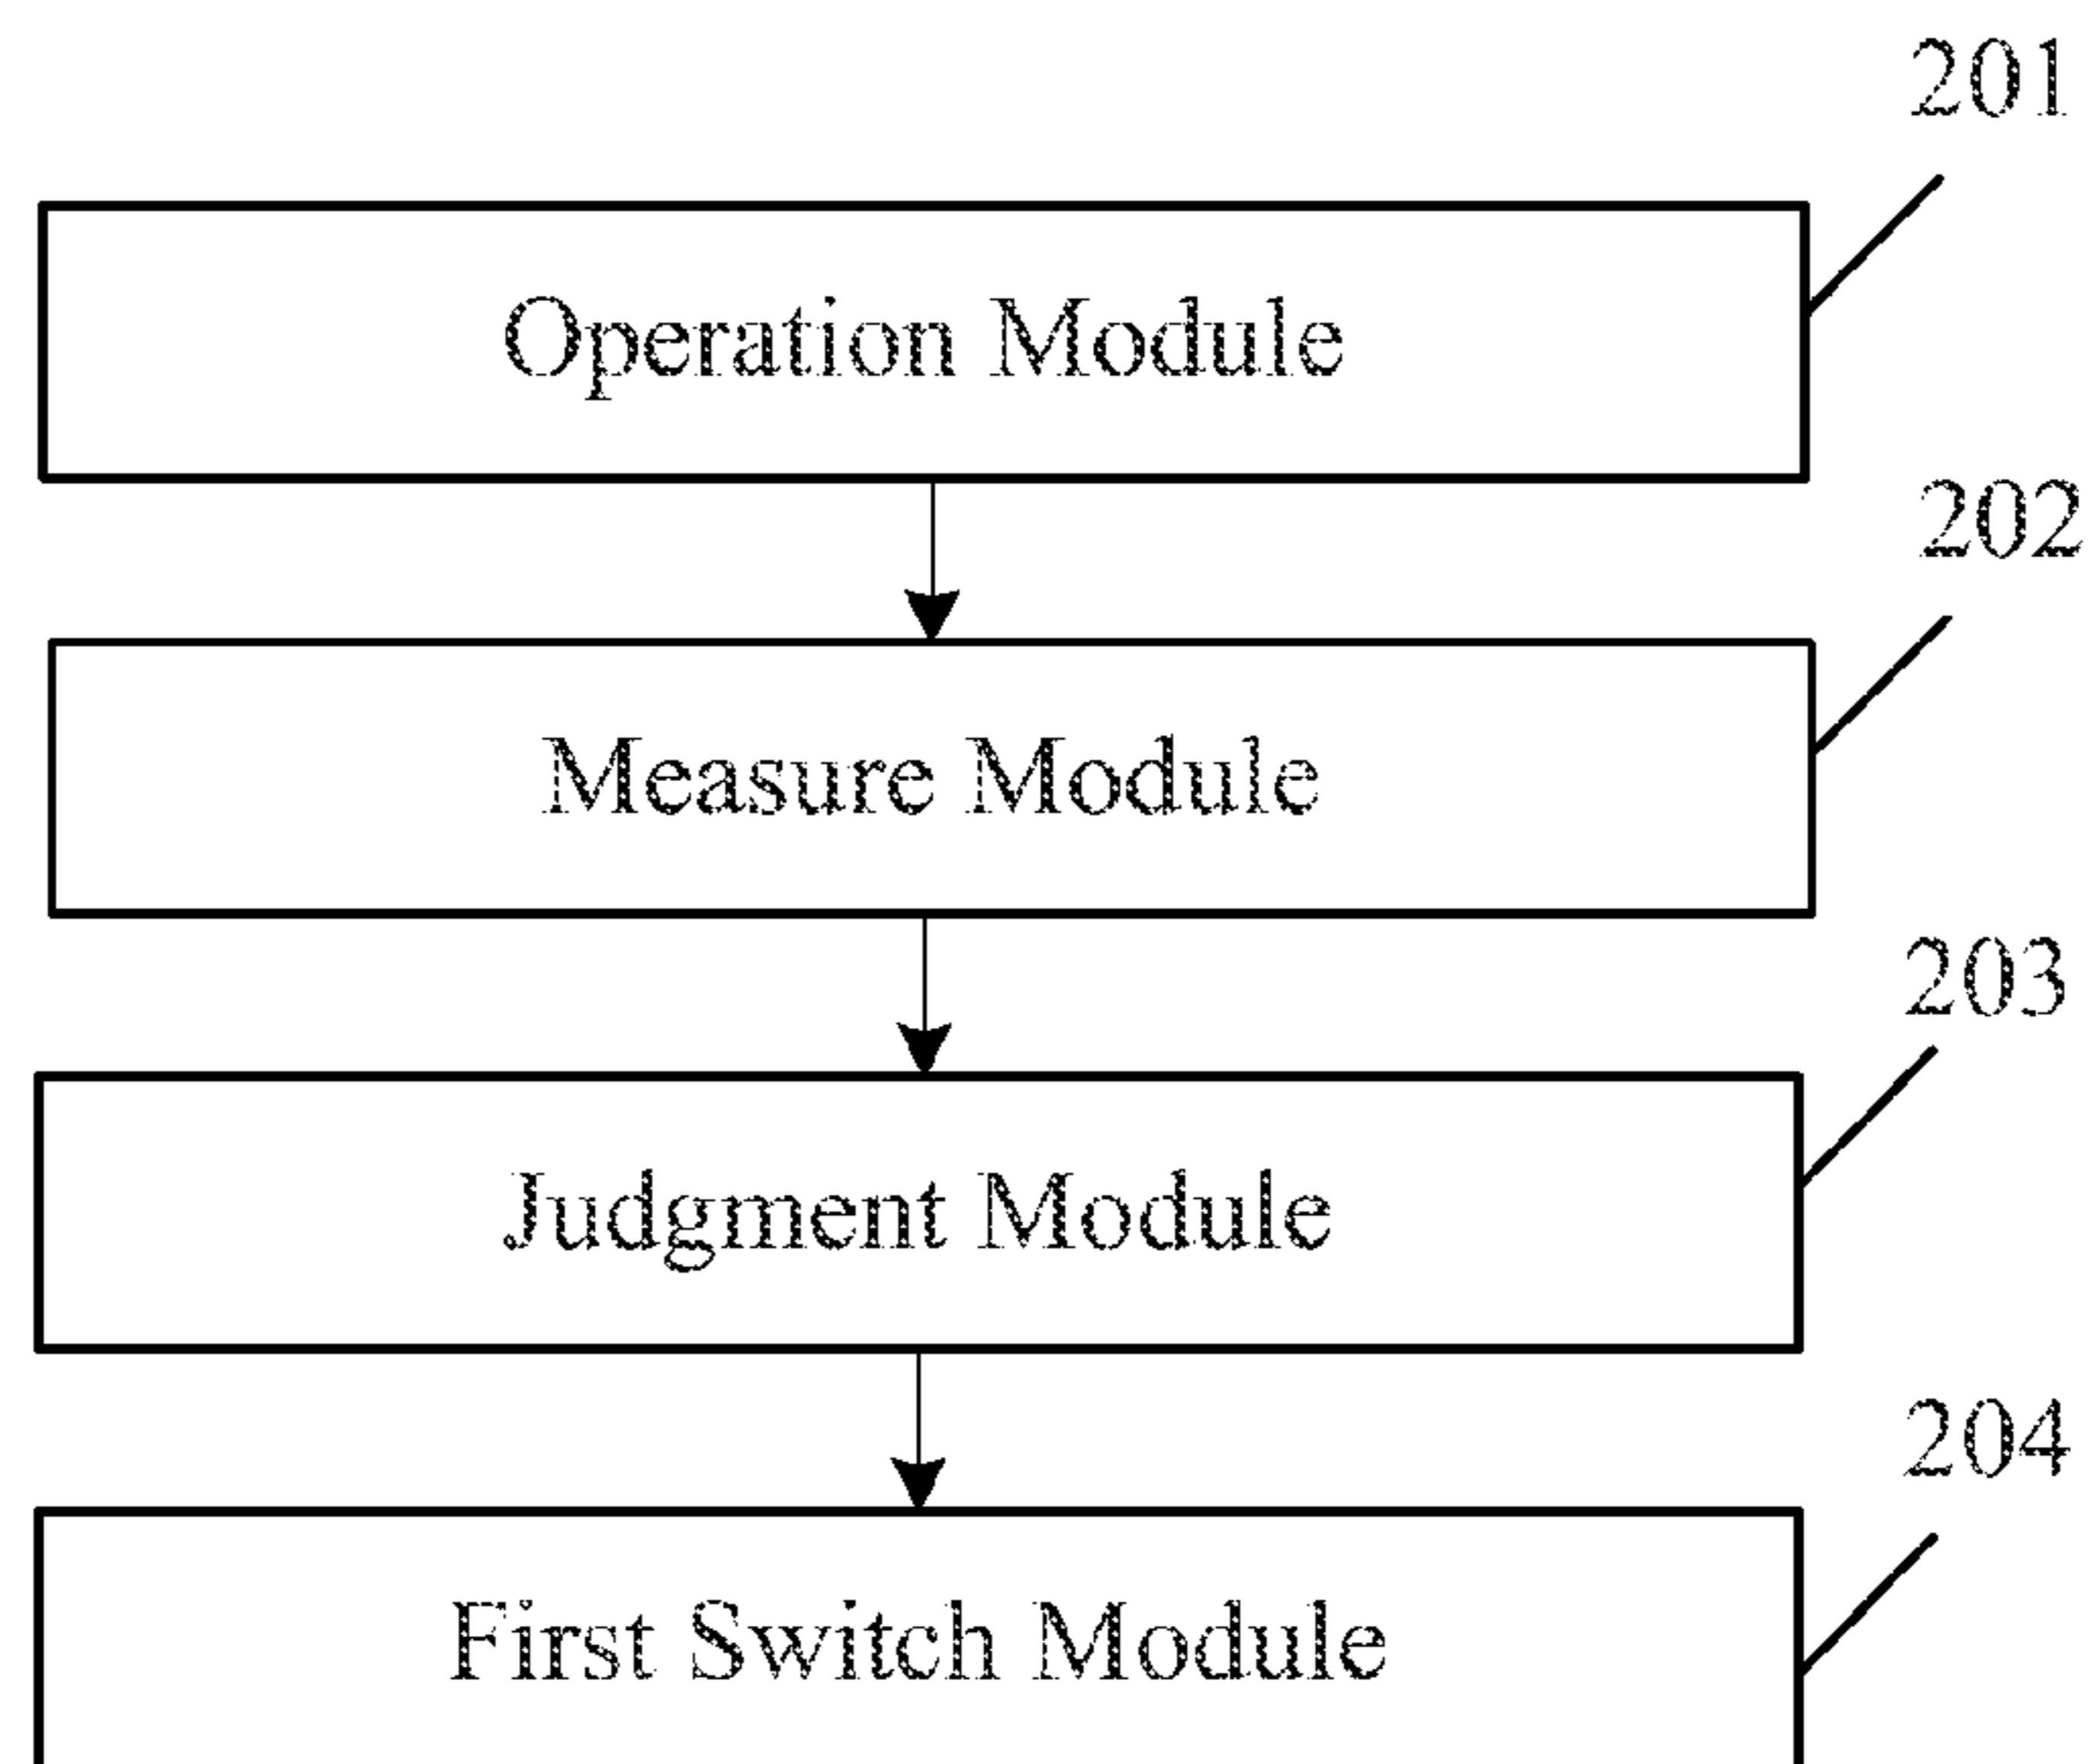 201
Operation Module
202
Measure Module
203
Judgment Module
204
First Switch Module